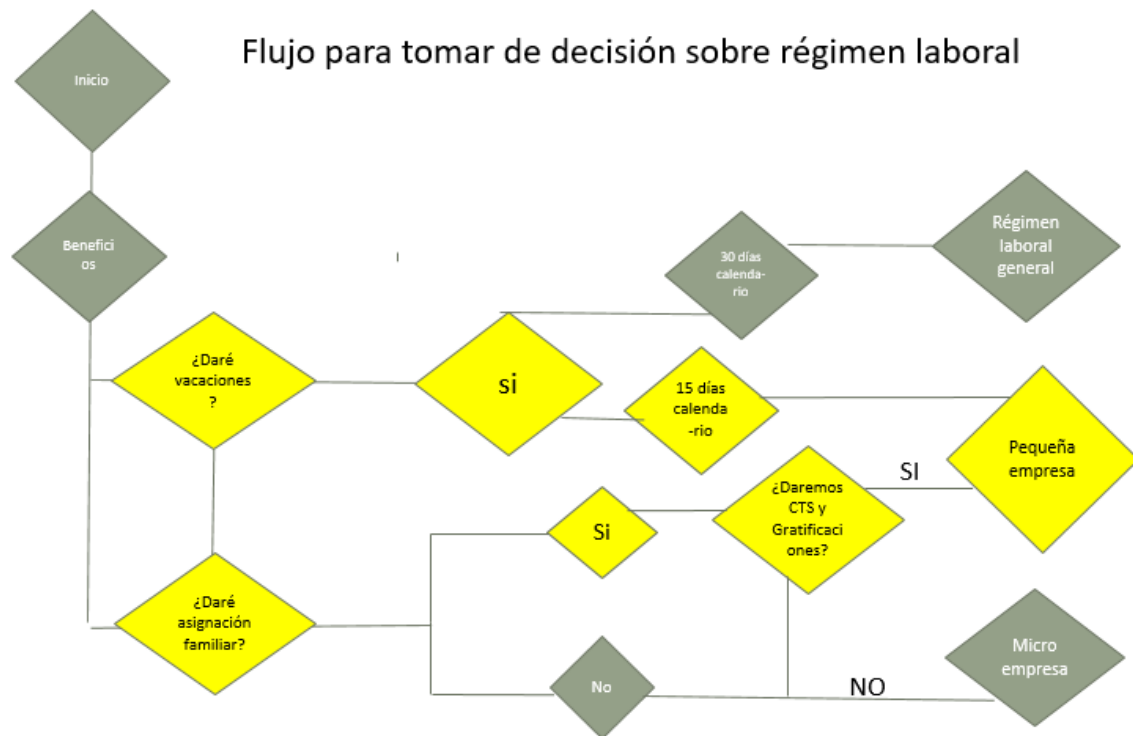 Flujo para tomar de decisión sobre régimen laboral
Inicio
Benefici
os
30 días
calenda-
rio
Régimen
laboral
general
¿Daré
vacaciones
?
si
15 días
calenda
-rio
Pequeña
empresa
SI
¿Daremos
CTS y
Gratificaci
ones?
Si
¿Daré
asignación
familiar?
No
NO
Micro
empresa